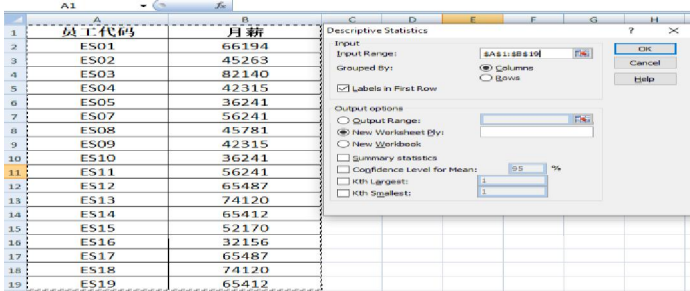 A1 fx
A B C D E F G H
1 员工代码 月薪
2 ES01 66194
3 ES02 45263
4 ES03 82140
5 ES04 42315
6 ES05 36241
7 ES07 56241
8 ES08 45781
9 ES09 42315
10 ES10 36241
11 ES11 56241
12 ES12 65487
13 ES13 74120
14 ES14 65412
15 ES15 52170
16 ES16 32156
17 ES17 65487
18 ES18 74120
19 ES19 65412
Descriptive Statistics ? ×
Input
Input Range: $A$1:$B$19
Grouped By: Columns
Rows
Labels in First Row
OK
Cancel
Help
Output options
Output Range:
New Worksheet Ply:
New Workbook
Summary statistics
Confidence Level for Mean: 95 %
Kth Largest: 1
Kth Smallest: 1